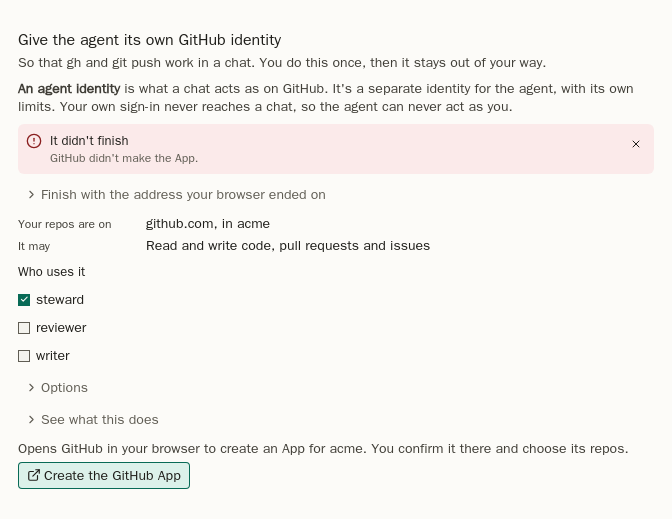 Give the agent its own GitHub identity
So that gh and git push work in a chat. You do this once, then it stays out of your way.
An agent identity is what a chat acts as on GitHub. It's a separate identity for the agent, with its own
limits. Your own sign-in never reaches a chat, so the agent can never act as you.
It didn't finish
GitHub didn't make the App.
Finish with the address your browser ended on
Your repos are on github.com, in acme
It may Read and write code, pull requests and issues
Who uses it
steward
reviewer
writer
Options
See what this does
Opens GitHub in your browser to create an App for acme. You confirm it there and choose its repos.
Create the GitHub App